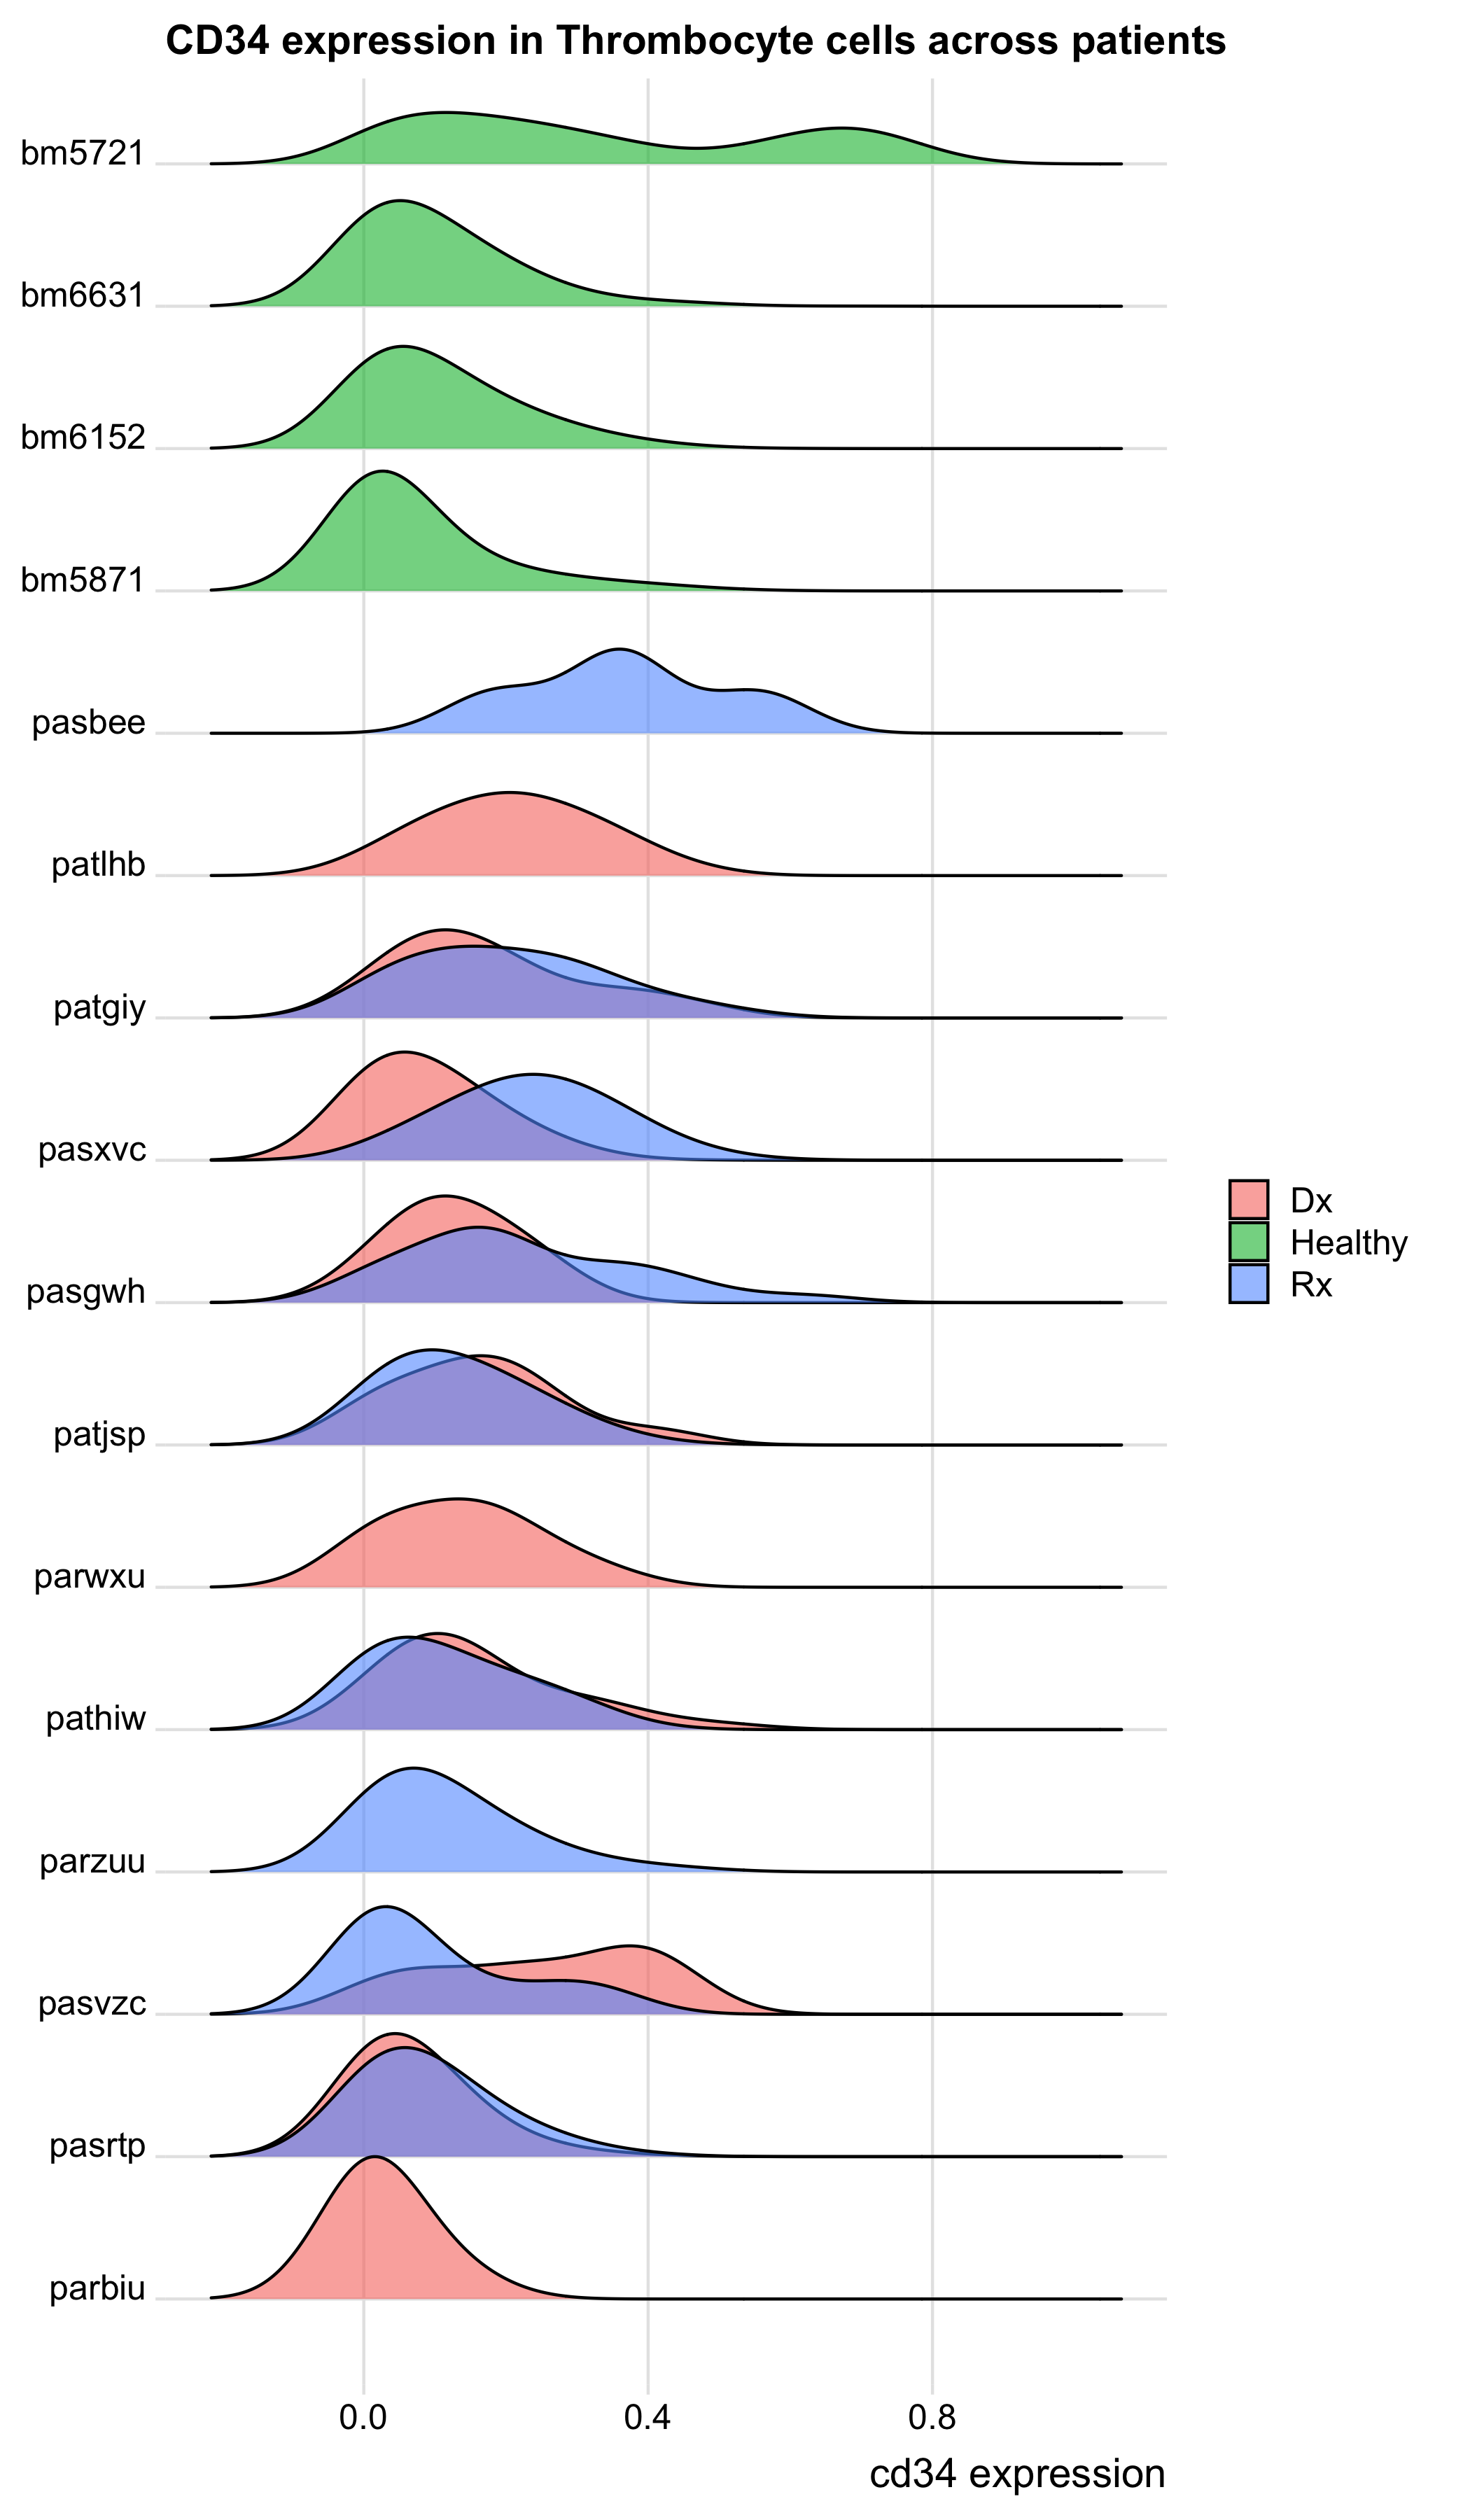 CD34 expression in Thrombocyte cells across patients
bm5721
bm6631
bm6152
bm5871
pasbee
patlhb
patgiy
pasxvc
pasgwh
patjsp
parwxu
pathiw
parzuu
pasvzc
pasrtp
parbiu
Dx
Healthy
Rx
0.0 0.4 0.8
cd34 expression